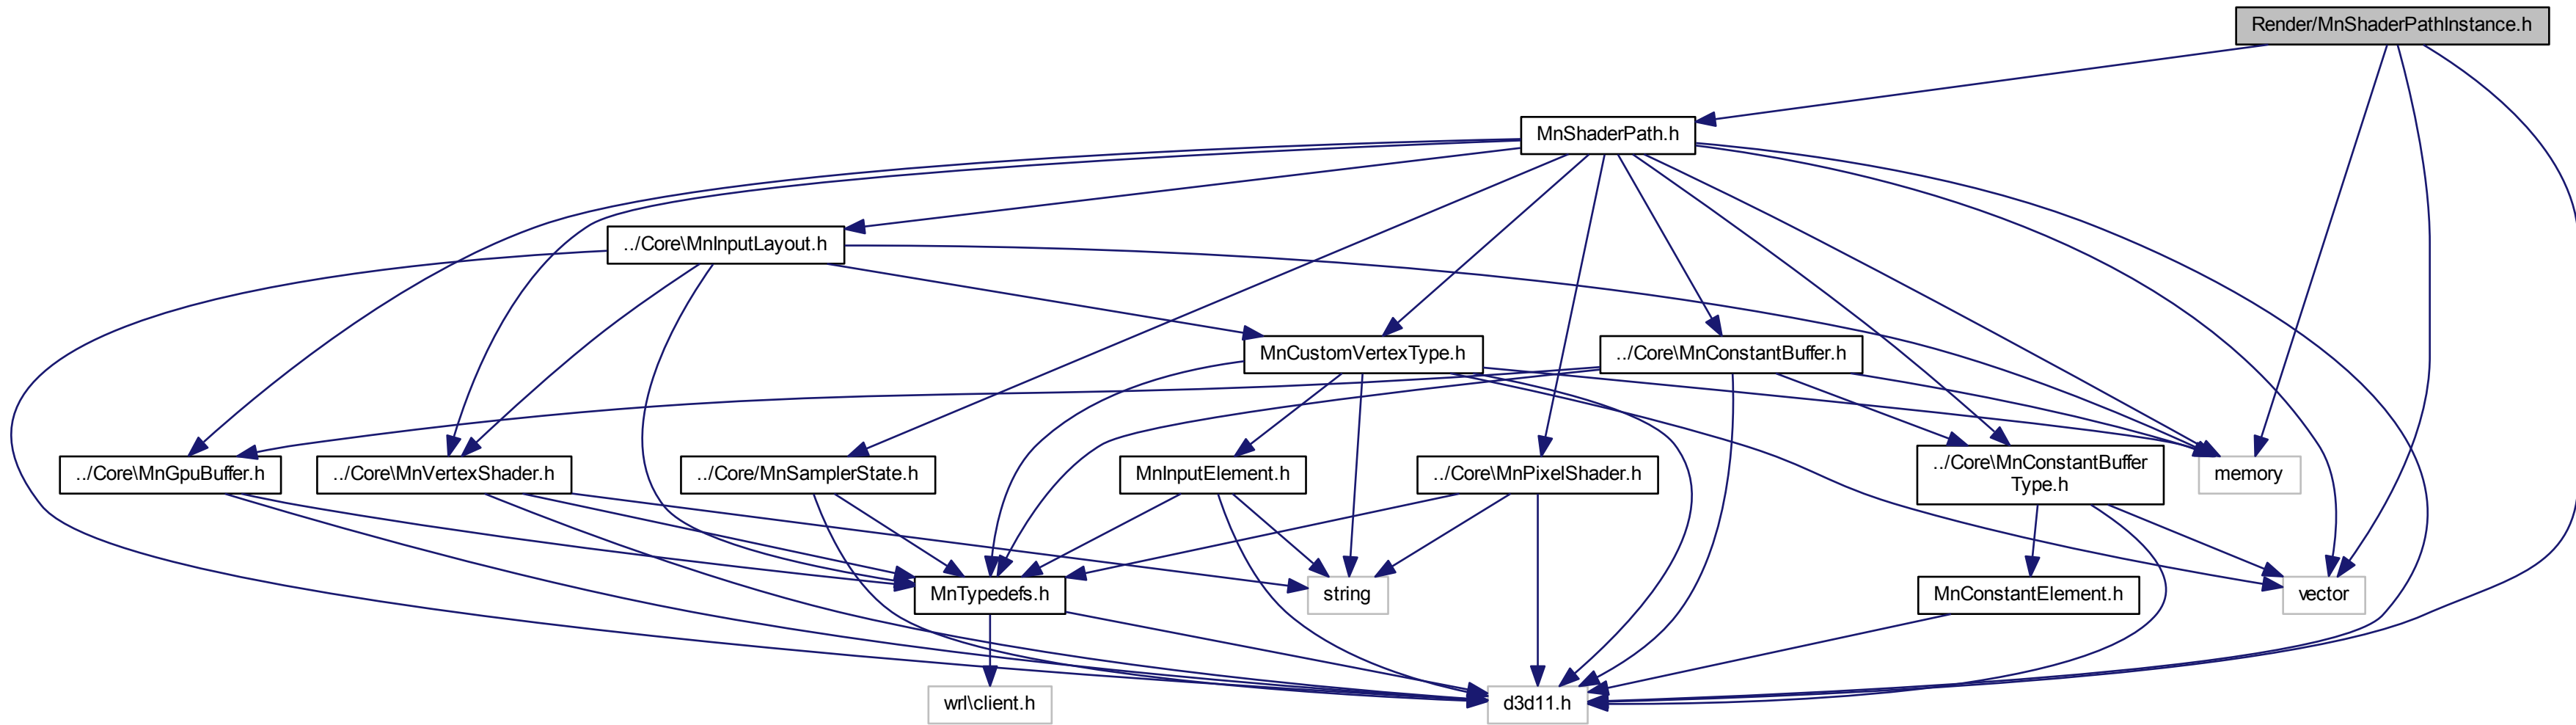 Render/MnShaderPathInstance.h
MnShaderPath.h
../Core\MnInputLayout.h
MnCustomVertexType.h
../Core\MnConstantBuffer.h
../Core\MnGpuBuffer.h
../Core\MnVertexShader.h
../Core/MnSamplerState.h
MnInputElement.h
../Core\MnPixelShader.h
../Core\MnConstantBuffer
Type.h
memory
MnTypedefs.h
string
MnConstantElement.h
vector
wrl\client.h
d3d11.h